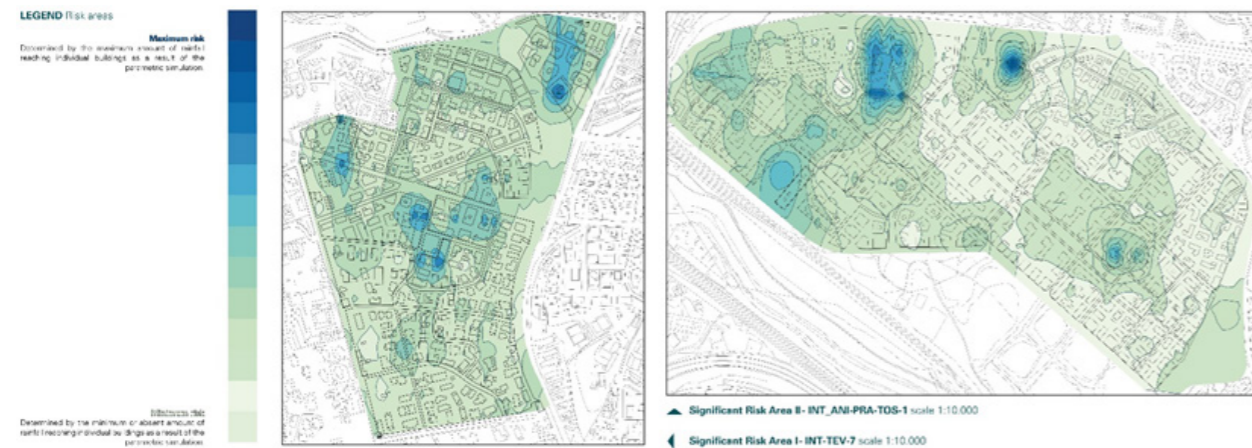 LEGEND Risk areas
Maximum risk
Determined by the maximum amount of rainfall
reaching individual buildings as a result of the
parametric simulation.
Minimum risk
Determined by the minimum or absent amount of
rainfall reaching individual buildings as a result of the
parametric simulation.
Significant Risk Area II- INT_ANI-PRA-TOS-1 scale 1:10.000
Significant Risk Area I- INT-TEV-7 scale 1:10.000